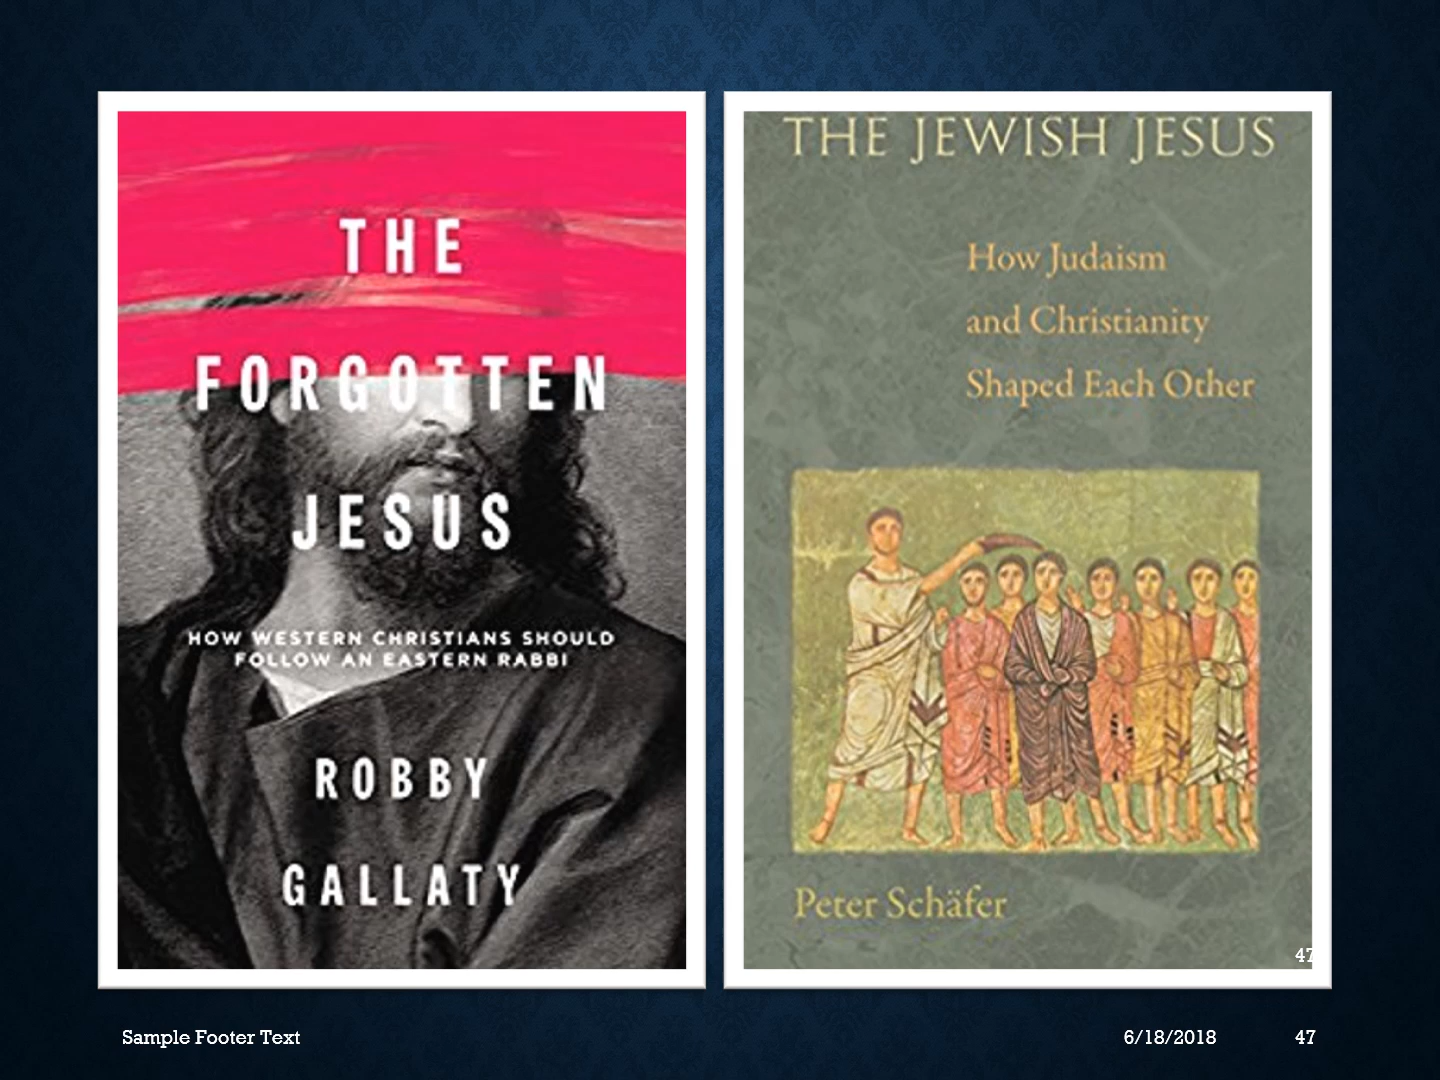 THE
FORGOTTEN
JESUS
HOW WESTERN CHRISTIANS SHOULD
FOLLOW AN EASTERN RABBI
ROBBY
GALLATY
THE JEWISH JESUS
How Judaism
and Christianity
Shaped Each Other
Peter Schäfer
47
Sample Footer Text
6/18/2018
47